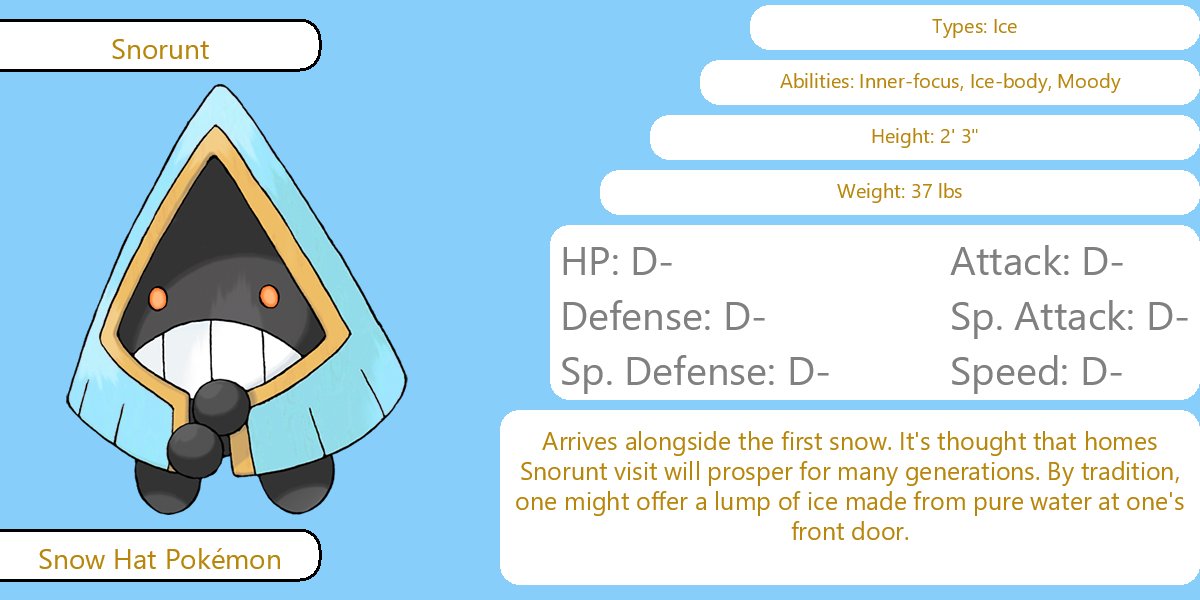 Snorunt
Types: Ice
Abilities: Inner-focus, Ice-body, Moody
Height: 2' 3"
Weight: 37 lbs
HP: D-
Attack: D-
Defense: D-
Sp. Attack: D-
Sp. Defense: D-
Speed: D-
Arrives alongside the first snow. It's thought that homes
Snorunt visit will prosper for many generations. By tradition,
one might offer a lump of ice made from pure water at one's
front door.
Snow Hat Pokémon